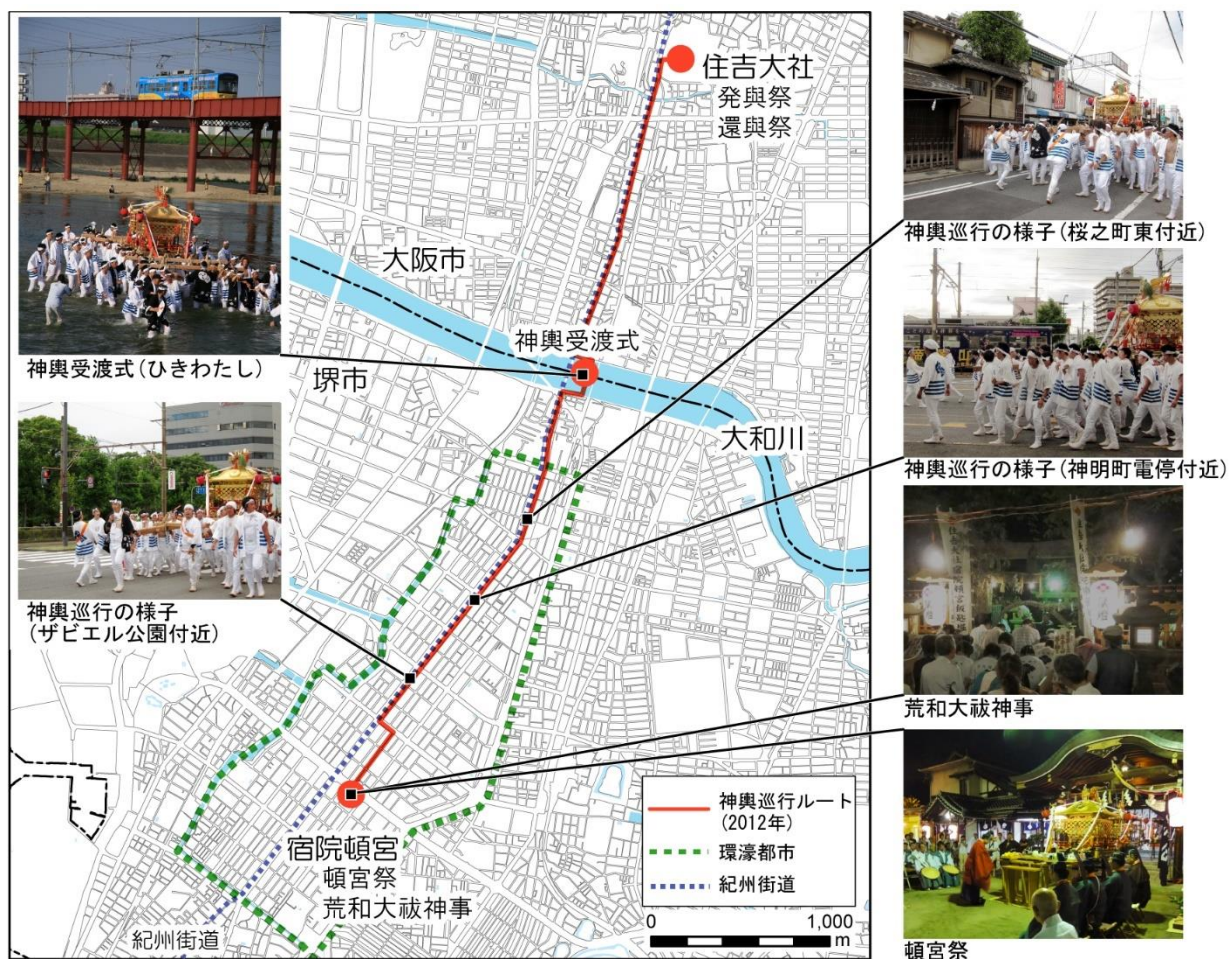 神輿受渡式(ひきわたし)
神輿巡行の様子
(ザビエル公園付近)
住吉大社
発輿祭
還輿祭
大阪市
神輿受渡式
堺市
大和川
宿院頓宮
頓宮祭
荒和大祓神事
紀州街道
神輿巡行ルート
(2012年)
環濠都市
紀州街道
0 1,000
m
神輿巡行の様子(桜之町東付近)
神輿巡行の様子(神明町電停付近)
荒和大祓神事
頓宮祭